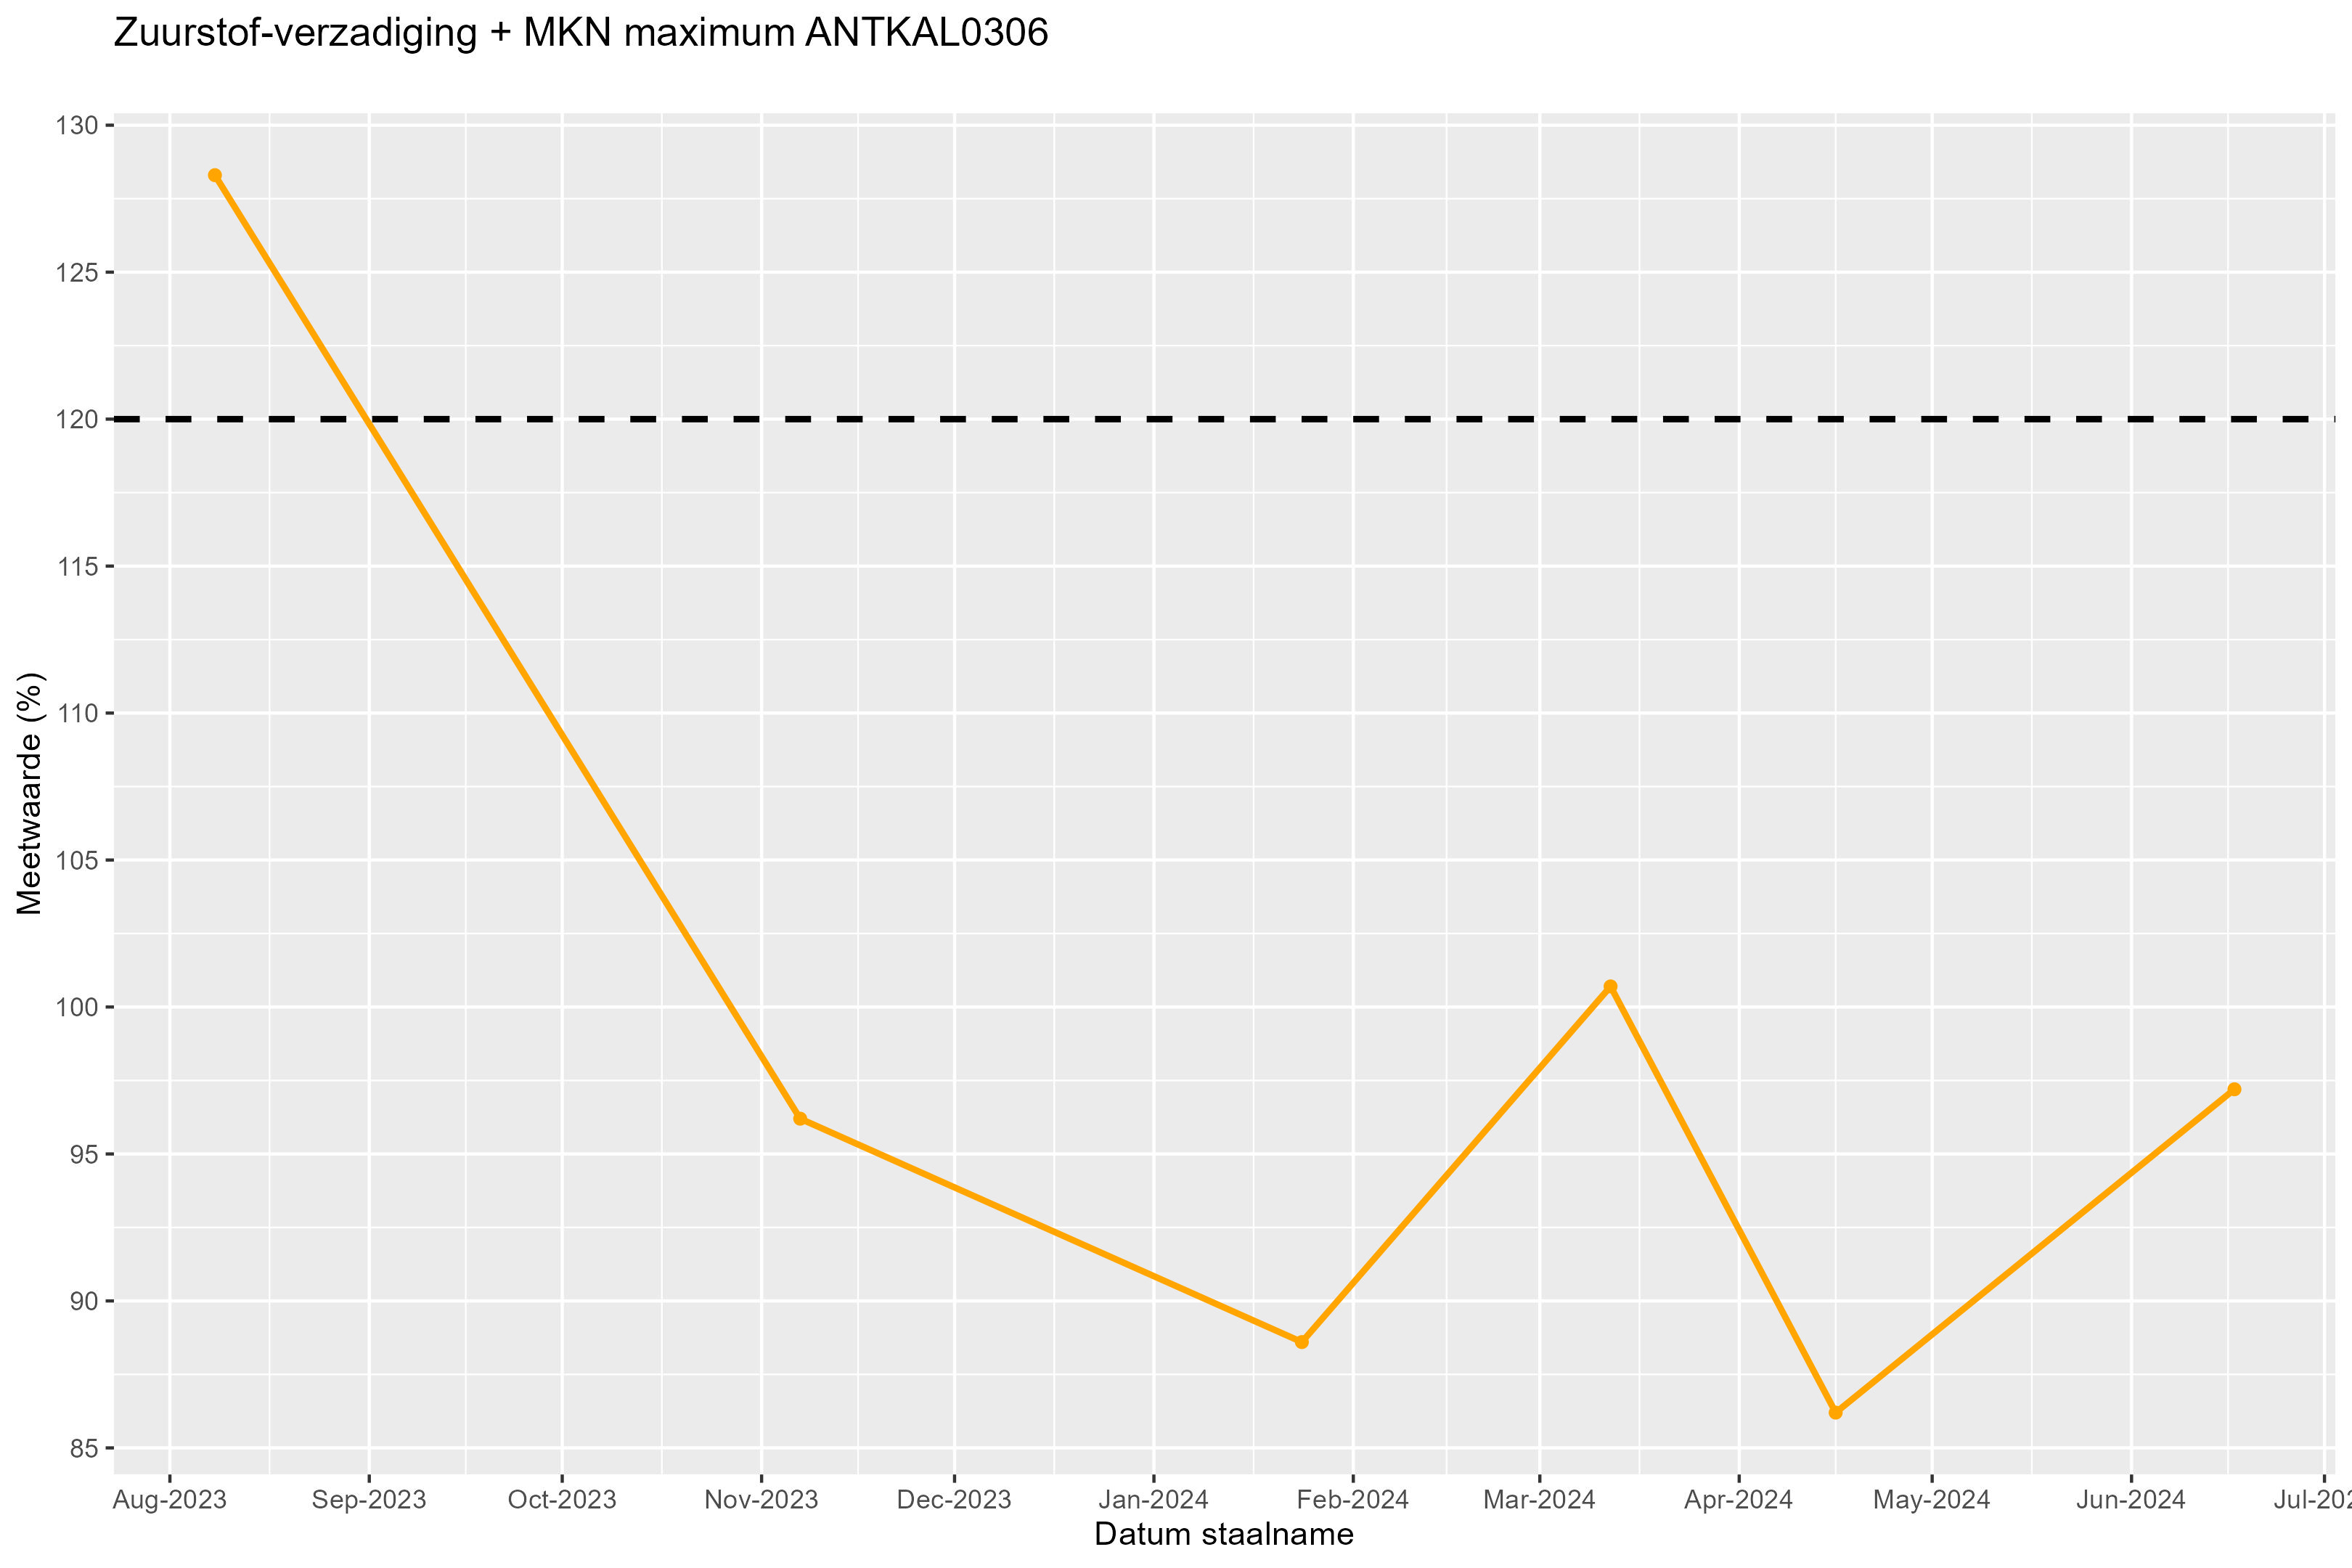 Zuurstof-verzadiging + MKN maximum ANTKAL0306
Meetwaarde (%)
130
125
120
115
110
105
100
95
90
85
Aug-2023 Sep-2023 Oct-2023 Nov-2023 Dec-2023 Jan-2024 Feb-2024 Mar-2024 Apr-2024 May-2024 Jun-2024 Jul-202
Datum staalname